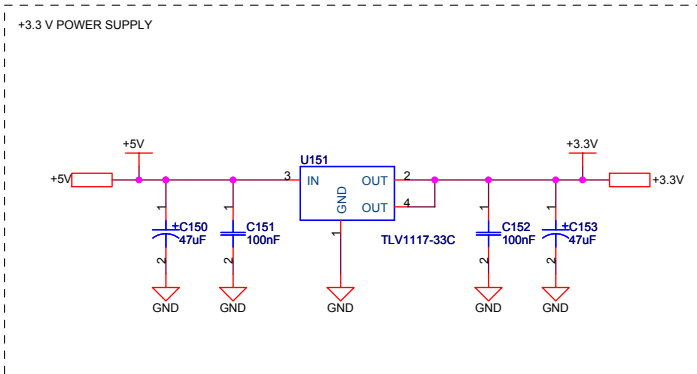 +3.3 V POWER SUPPLY
+5V
+3.3V
U151
+5V
3
IN
OUT
2
+3.3V
GND
OUT
4
1
1
1
TLV1117-33C
1
1
±C150
47uF
C151
100nF
C152
100nF
±C153
47uF
2
2
2
2
GND
GND
GND
GND
GND